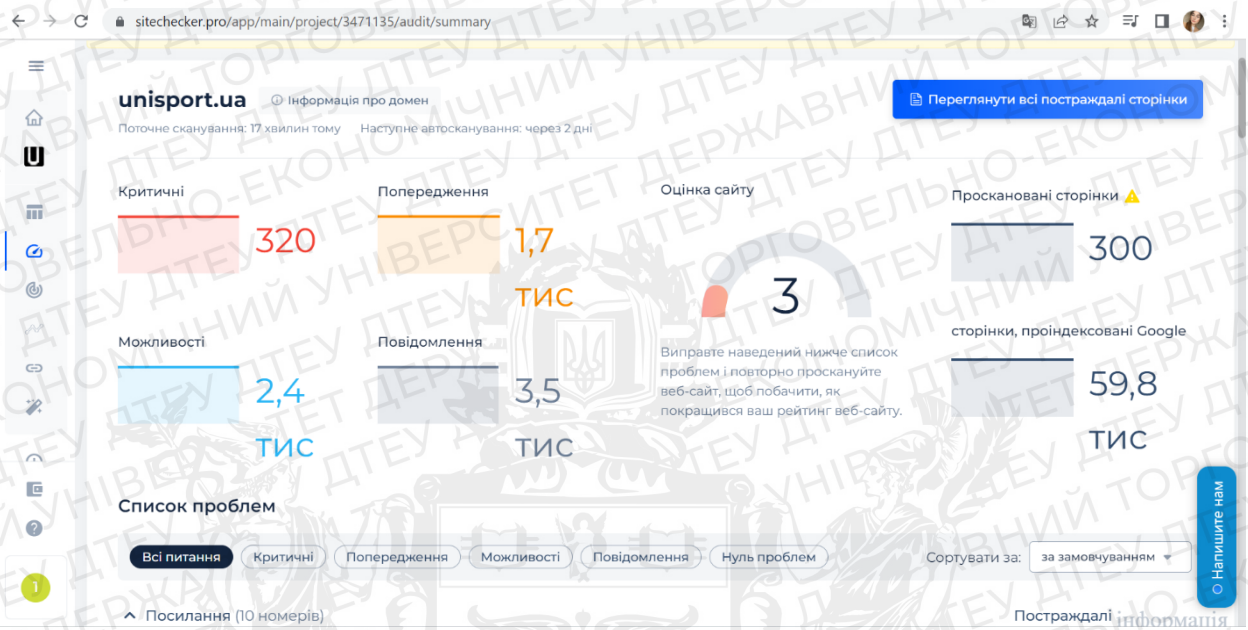 sitechecker.pro/app/main/project/3471135/audit/summary
unisport.ua
Інформація про домен
Переглянути всі постраждалі сторінки
Поточне сканування: 17 хвилин тому Наступне автосканування: через 2 дні
Критичні
320
Попередження
1,7
тис
Оцінка сайту
3
Виправте наведений нижче список
проблем і повторно проскануйте
веб-сайт, щоб побачити, як
покращився ваш рейтинг веб-сайту.
Проскановані сторінки
300
Можливості
2,4
тис
Повідомлення
3,5
тис
сторінки, проіндексовані Google
59,8
тис
Список проблем
Всі питання Критичні Попередження Можливості Повідомлення Нуль проблем
Сортувати за: за замовчуванням
Посилання (10 номерів)
Постраждалі
інформація
Напишите нам
1